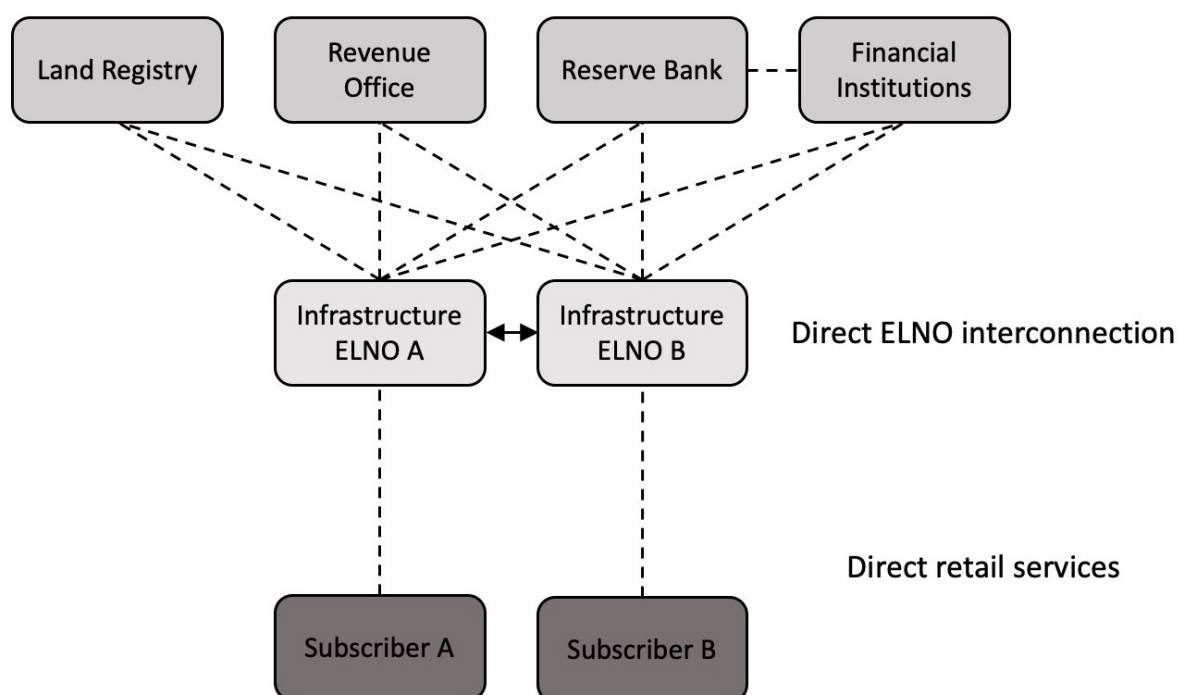 Land Registry
Revenue
Office
Reserve Bank
Financial
Institutions
Infrastructure
ELNO A
Infrastructure
ELNO B
Direct ELNO interconnection
Direct retail services
Subscriber A
Subscriber B